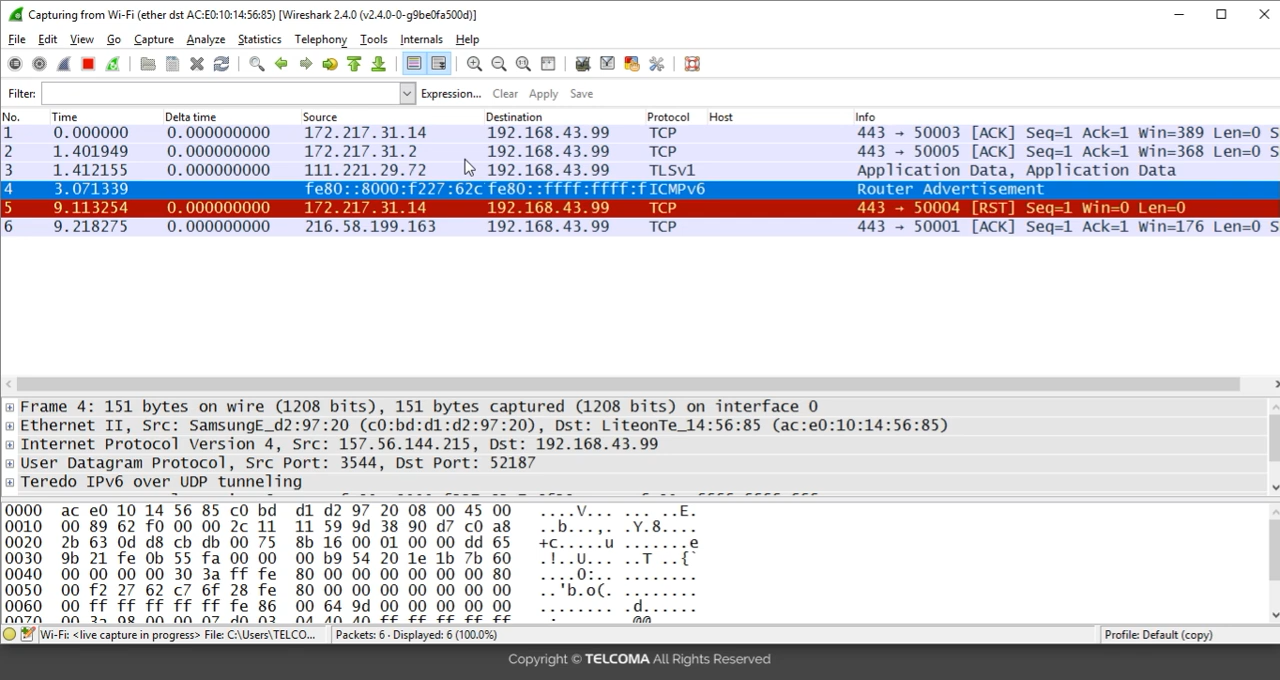 Capturing from Wi-Fi (ether dst AC:E0:10:14:56:85) [Wireshark 2.4.0 (v2.4.0-0-g9be0fa500d)]
File Edit View Go Capture Analyze Statistics Telephony Tools Internals Help
Filter: Expression... Clear Apply Save
No. Time Delta time Source Destination Protocol Host Info
1 0.000000 0.000000000 172.217.31.14 192.168.43.99 TCP 443 → 50003 [ACK] Seq=1 Ack=1 Win=389 Len=0 S
2 1.401949 0.000000000 172.217.31.2 192.168.43.99 TCP 443 → 50005 [ACK] Seq=1 Ack=1 Win=368 Len=0 S
3 1.412155 0.000000000 111.221.29.72 192.168.43.99 TLSv1 Application Data, Application Data
4 3.071339 fe80::8000:f227:62c fe80::ffff:ffff:f ICMPv6 Router Advertisement
5 9.113254 0.000000000 172.217.31.14 192.168.43.99 TCP 443 → 50004 [RST] Seq=1 Win=0 Len=0
6 9.218275 0.000000000 216.58.199.163 192.168.43.99 TCP 443 → 50001 [ACK] Seq=1 Ack=1 Win=176 Len=0 S
Frame 4: 151 bytes on wire (1208 bits), 151 bytes captured (1208 bits) on interface 0
Ethernet II, Src: SamsungE_d2:97:20 (c0:bd:d1:d2:97:20), Dst: LiteonTe_14:56:85 (ac:e0:10:14:56:85)
Internet Protocol Version 4, Src: 157.56.144.215, Dst: 192.168.43.99
User Datagram Protocol, Src Port: 3544, Dst Port: 52187
Teredo IPv6 over UDP tunneling
0000 ac e0 10 14 56 85 c0 bd d1 d2 97 20 08 00 45 00 ....V... ... ..E.
0010 00 89 62 f0 00 00 2c 11 11 59 9d 38 90 d7 c0 a8 ..b...,. .Y.8....
0020 2b 63 0d d8 cb db 00 75 8b 16 00 01 00 00 dd 65 +c.....u .......e
0030 9b 21 fe 0b 55 fa 00 00 00 b9 54 20 1e 1b 7b 60 .!..U... ..T ..{`
0040 00 00 00 00 30 3a ff fe 80 00 00 00 00 00 00 80 ....0:.. ........
0050 00 f2 27 62 c7 6f 28 fe 80 00 00 00 00 00 00 00 ..'b.o(. ........
0060 00 ff ff ff ff ff fe 86 00 64 9d 00 00 00 00 00 ........ .d......
Wi-Fi: <live capture in progress> File: C:\Users\TELCO... Packets: 6 · Displayed: 6 (100.0%) Profile: Default (copy)
Copyright © TELCOMA All Rights Reserved